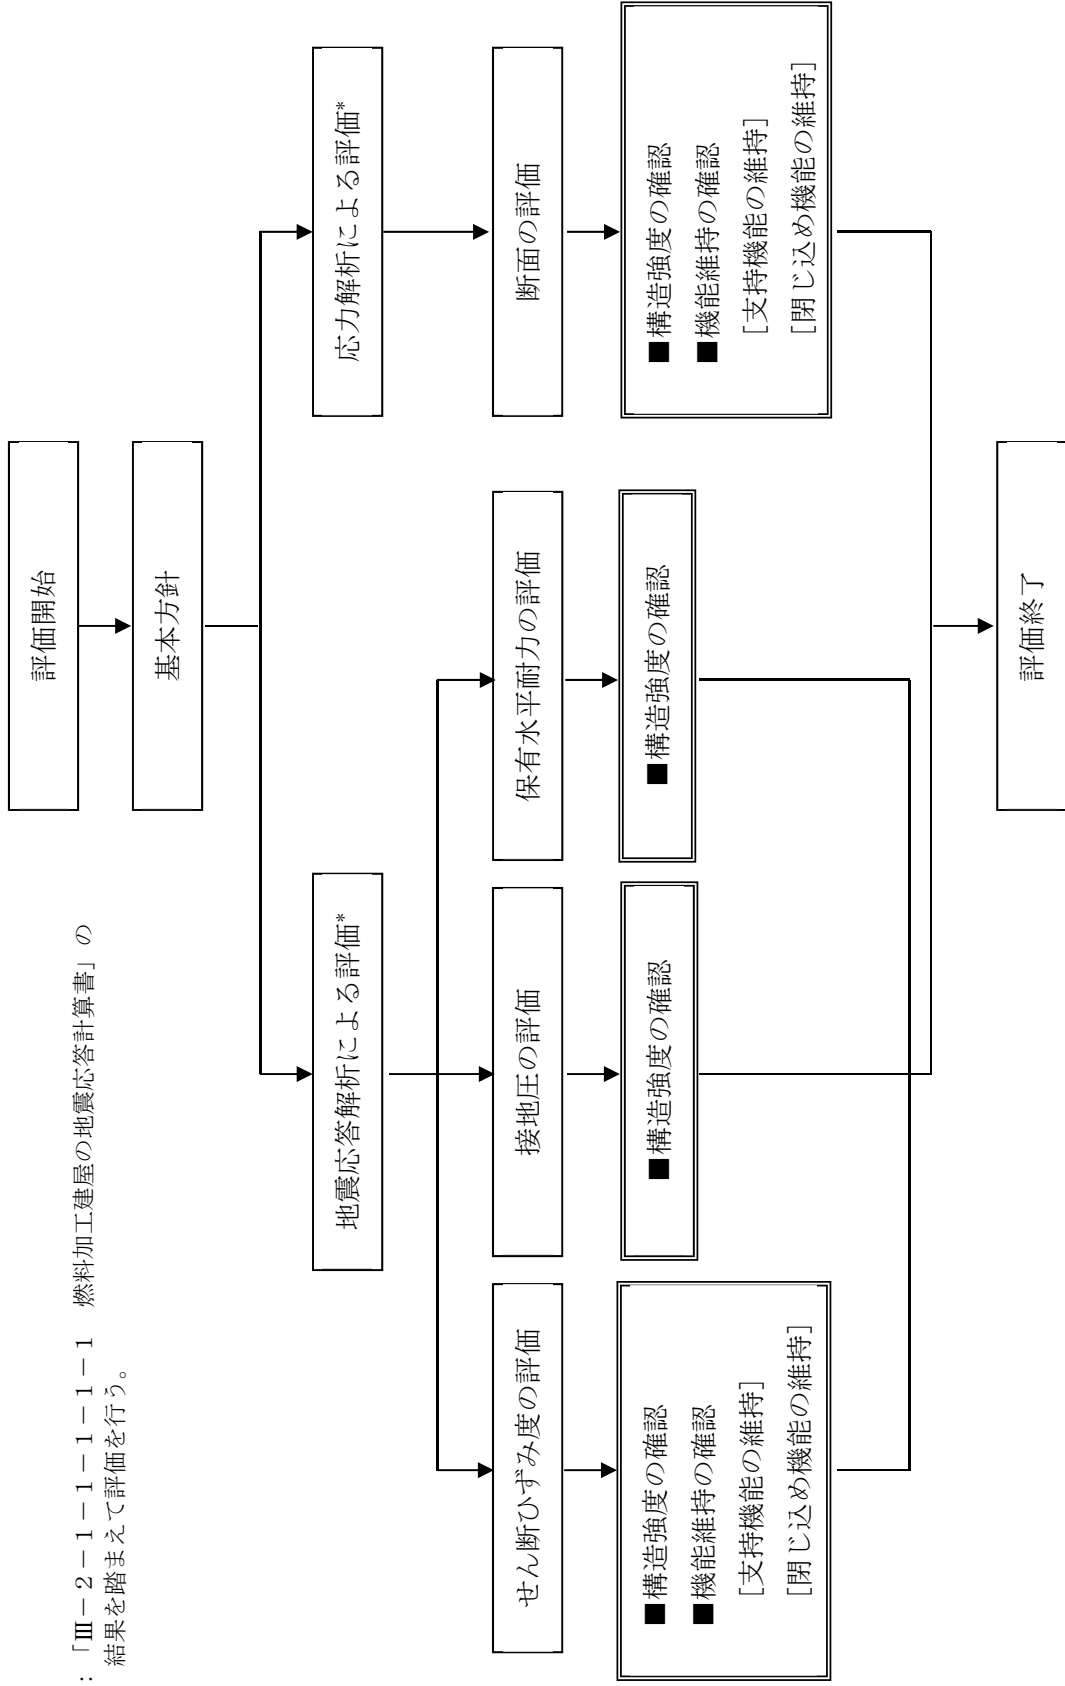 評価開始
基本方針
地震応答解析による評価*
応力解析による評価*
せん断ひずみ度の評価
接地圧の評価
保有水平耐力の評価
断面の評価
■構造強度の確認
■機能維持の確認
[支持機能の維持]
[閉じ込め機能の維持]
■構造強度の確認
■構造強度の確認
■構造強度の確認
■機能維持の確認
[支持機能の維持]
[閉じ込め機能の維持]
評価終了
:「Ⅲ－2－1－1－1－1－1－1 燃料加工建屋の地震応答計算書」の
結果を踏まえて評価を行う。